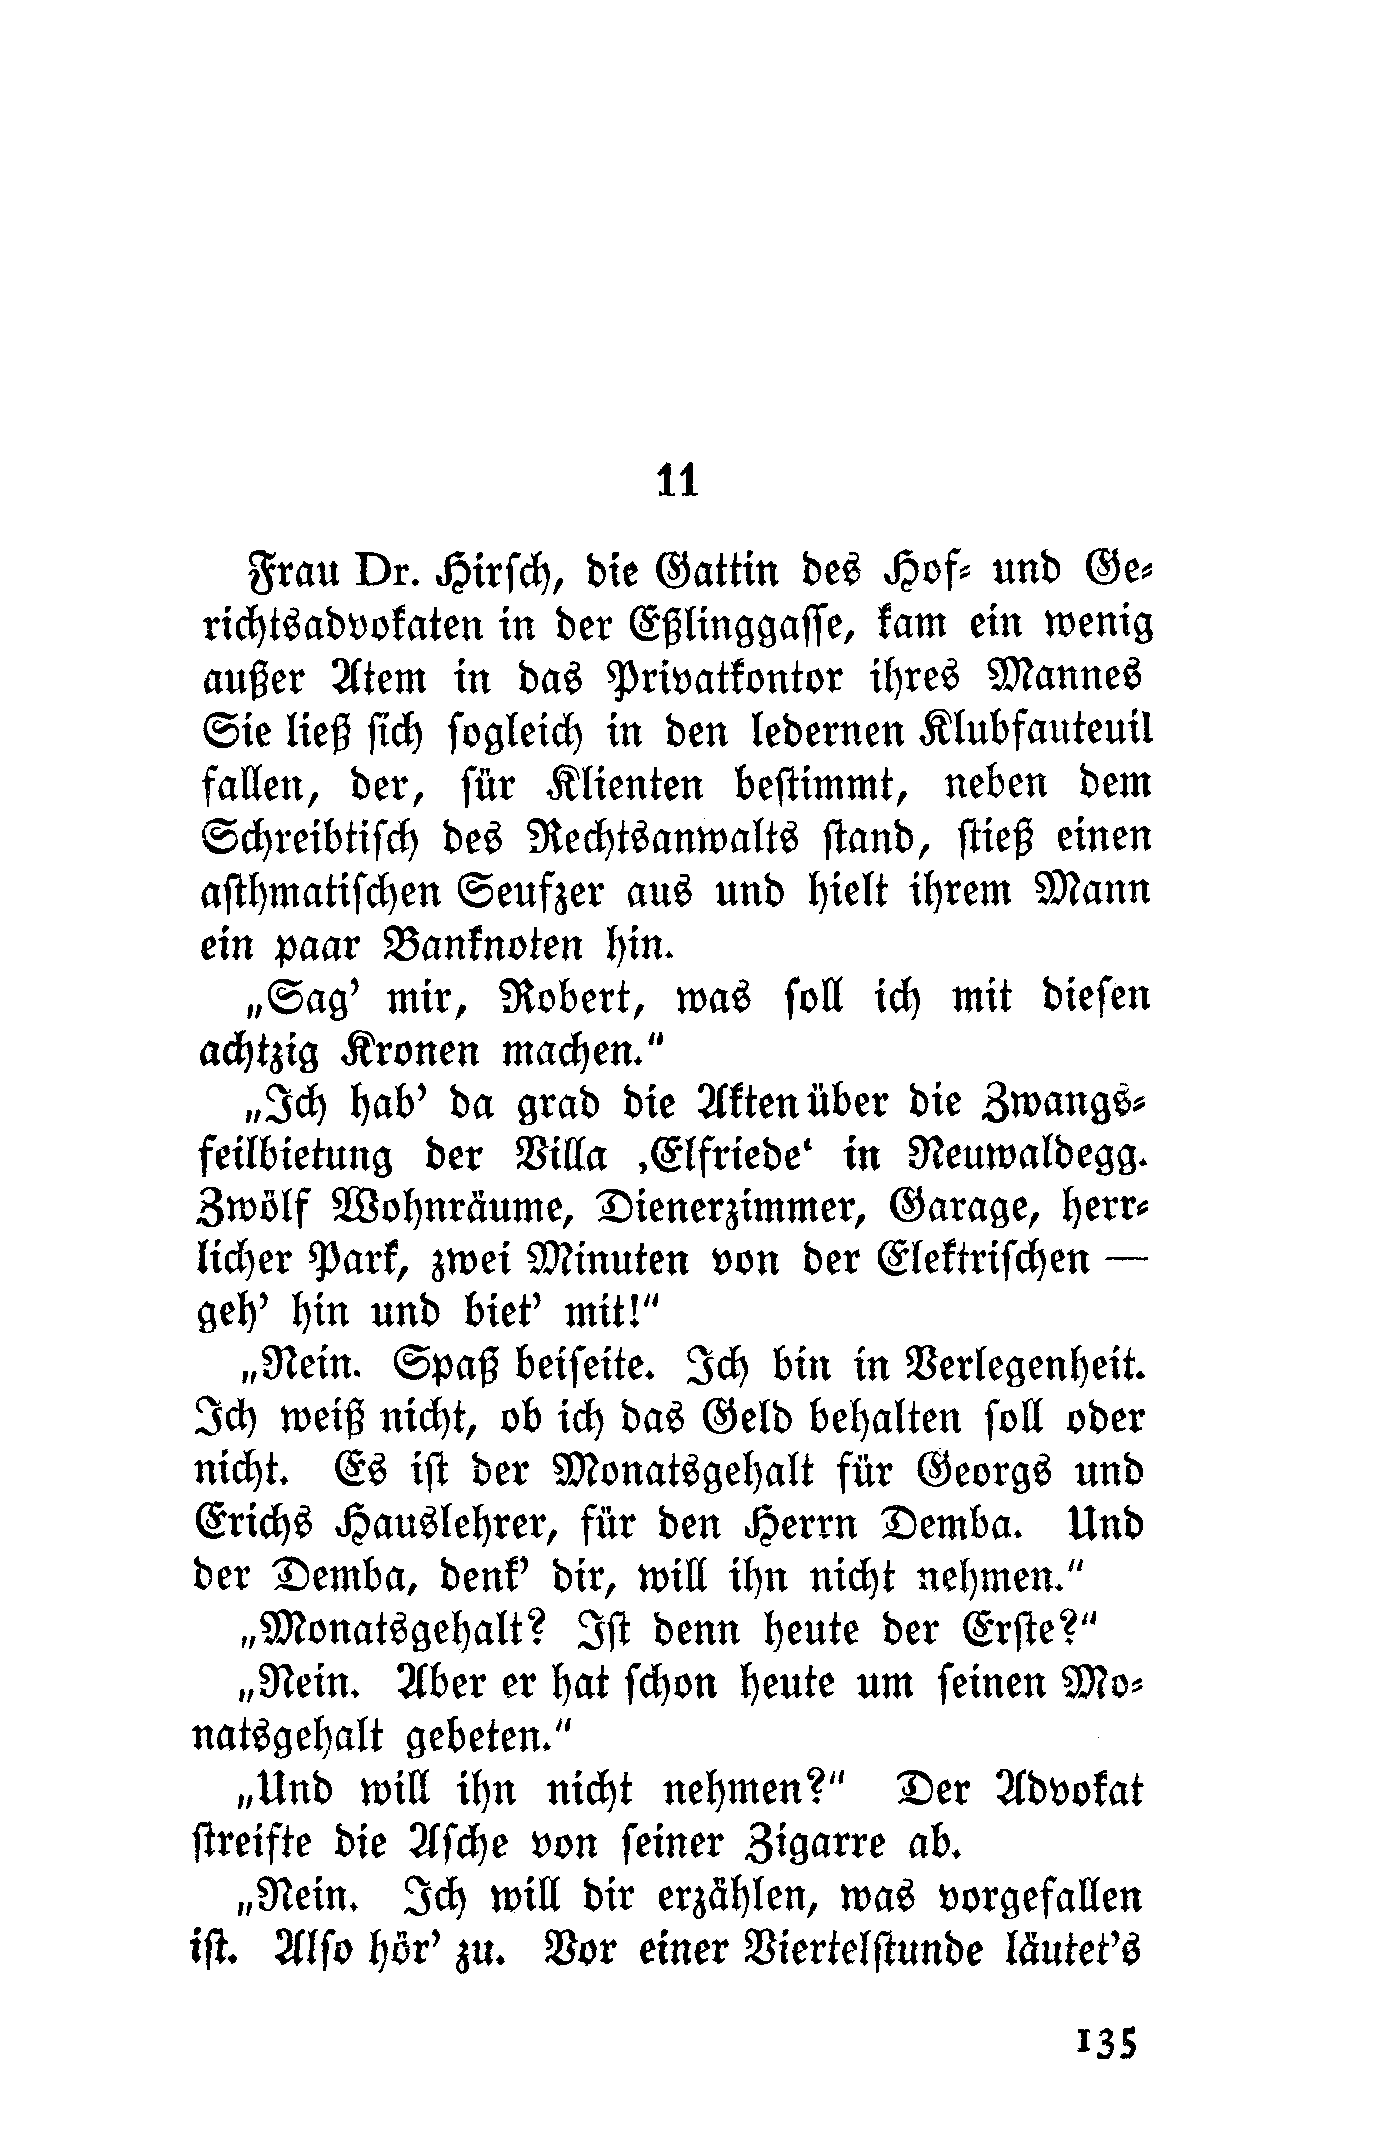 11
Frau Dr. Hirsch, die Gattin des Hof- und Ge-
richtsadvokaten in der Eßlinggasse, kam ein wenig
außer Atem in das Privatkontor ihres Mannes
Sie ließ sich sogleich in den ledernen Klubfauteuil
fallen, der, für Klienten bestimmt, neben dem
Schreibtisch des Rechtsanwalts stand, stieß einen
asthmatischen Seufzer aus und hielt ihrem Mann
ein paar Banknoten hin.
„Sag’ mir, Robert, was soll ich mit diesen
achtzig Kronen machen.“
„Ich hab’ da grad die Akten über die Zwangs-
feilbietung der Villa ‚Elfriede‘ in Neuwaldegg.
Zwölf Wohnräume, Dienerzimmer, Garage, herr-
licher Park, zwei Minuten von der Elektrischen —
geh’ hin und biet’ mit!“
„Nein. Spaß beiseite. Ich bin in Verlegenheit.
Ich weiß nicht, ob ich das Geld behalten soll oder
nicht. Es ist der Monatsgehalt für Georgs und
Erichs Hauslehrer, für den Herrn Demba. Und
der Demba, denk’ dir, will ihn nicht nehmen.“
„Monatsgehalt? Ist denn heute der Erste?“
„Nein. Aber er hat schon heute um seinen Mo-
natsgehalt gebeten.“
„Und will ihn nicht nehmen?“ Der Advokat
streifte die Asche von seiner Zigarre ab.
„Nein. Ich will dir erzählen, was vorgefallen
ist. Also hör’ zu. Vor einer Viertelstunde läutet’s
135